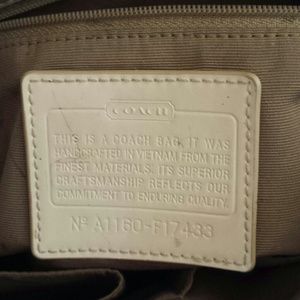 COACH
THIS IS A COACH BAG. IT WAS
HANDCRAFTED IN VIETNAM FROM THE
FINEST MATERIALS. ITS SUPERIOR
CRAFTSMANSHIP REFLECTS OUR
COMMITMENT TO ENDURING QUALITY.
Nº A1160-F17433